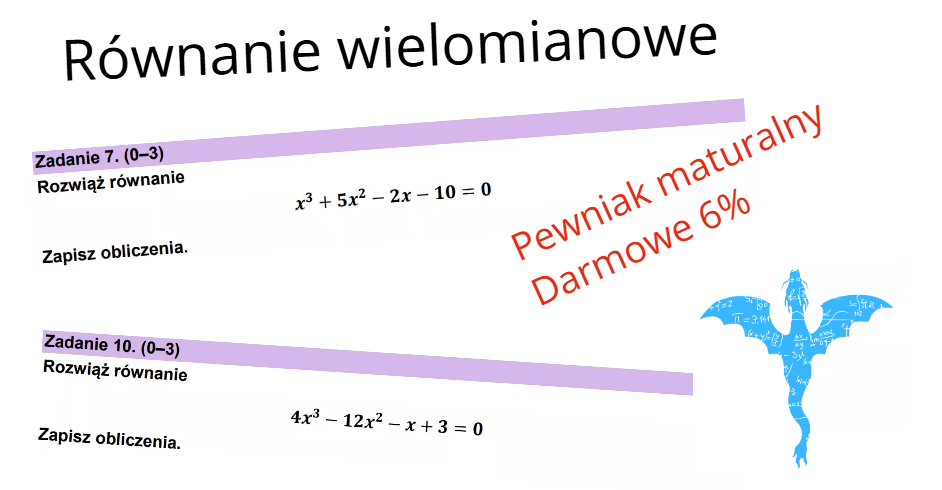 Równanie wielomianowe
Zadanie 7. (0–3)
Rozwiąż równanie
x³ + 5x² − 2x − 10 = 0
Zapisz obliczenia.
Pewniak maturalny
Darmowe 6%
Zadanie 10. (0–3)
Rozwiąż równanie
4x³ − 12x² − x + 3 = 0
Zapisz obliczenia.